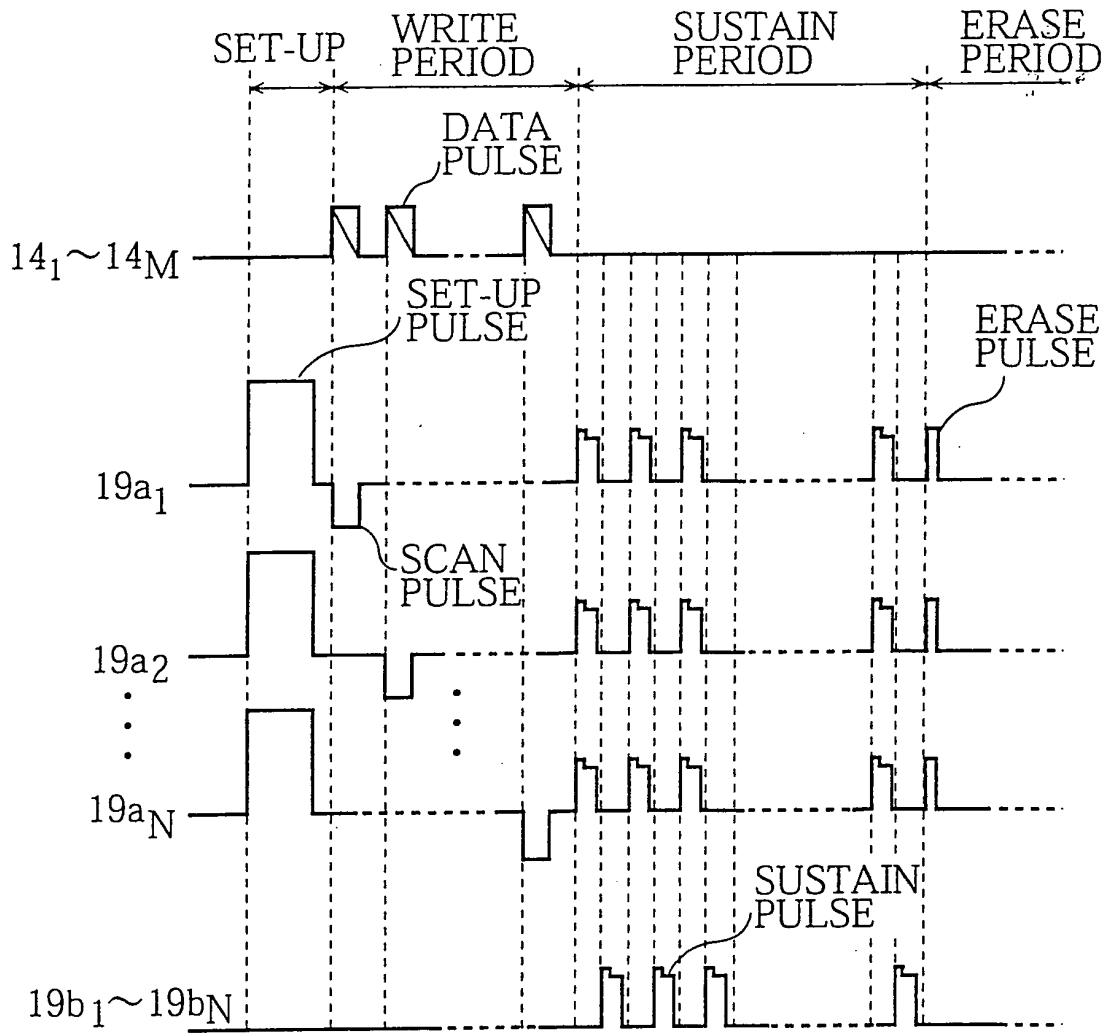 SET-UP
WRITE
PERIOD
SUSTAIN
PERIOD
ERASE
PERIOD
DATA
PULSE
14₁~14M
SET-UP
PULSE
ERASE
PULSE
19a₁
SCAN
PULSE
19a₂
19aN
SUSTAIN
PULSE
19b₁~19bN